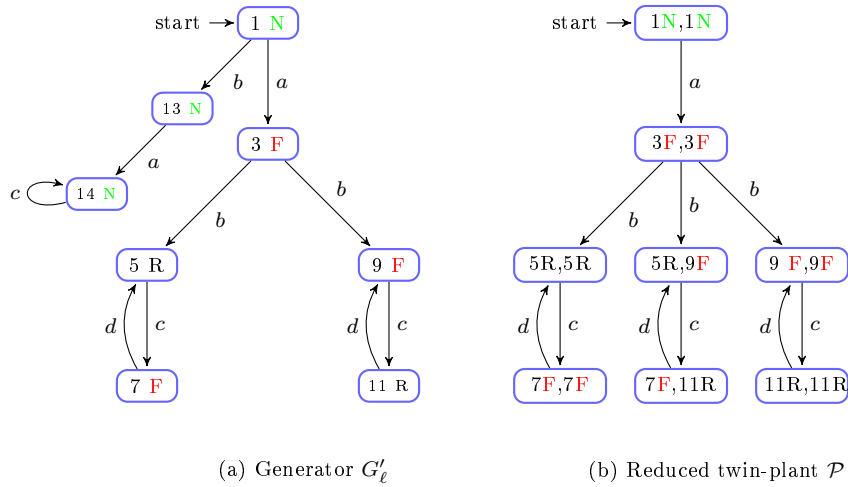 start
1 N
b
a
13 N
3 F
a
c
14 N
b
b
5 R
9 F
d
c
d
c
7 F
11 R
(a) Generator G′ℓ
start
1N,1N
a
3F,3F
b
b
b
5R,5R
5R,9F
9 F,9F
d
c
d
c
d
c
7F,7F
7F,11R
11R,11R
(b) Reduced twin-plant 𝒫